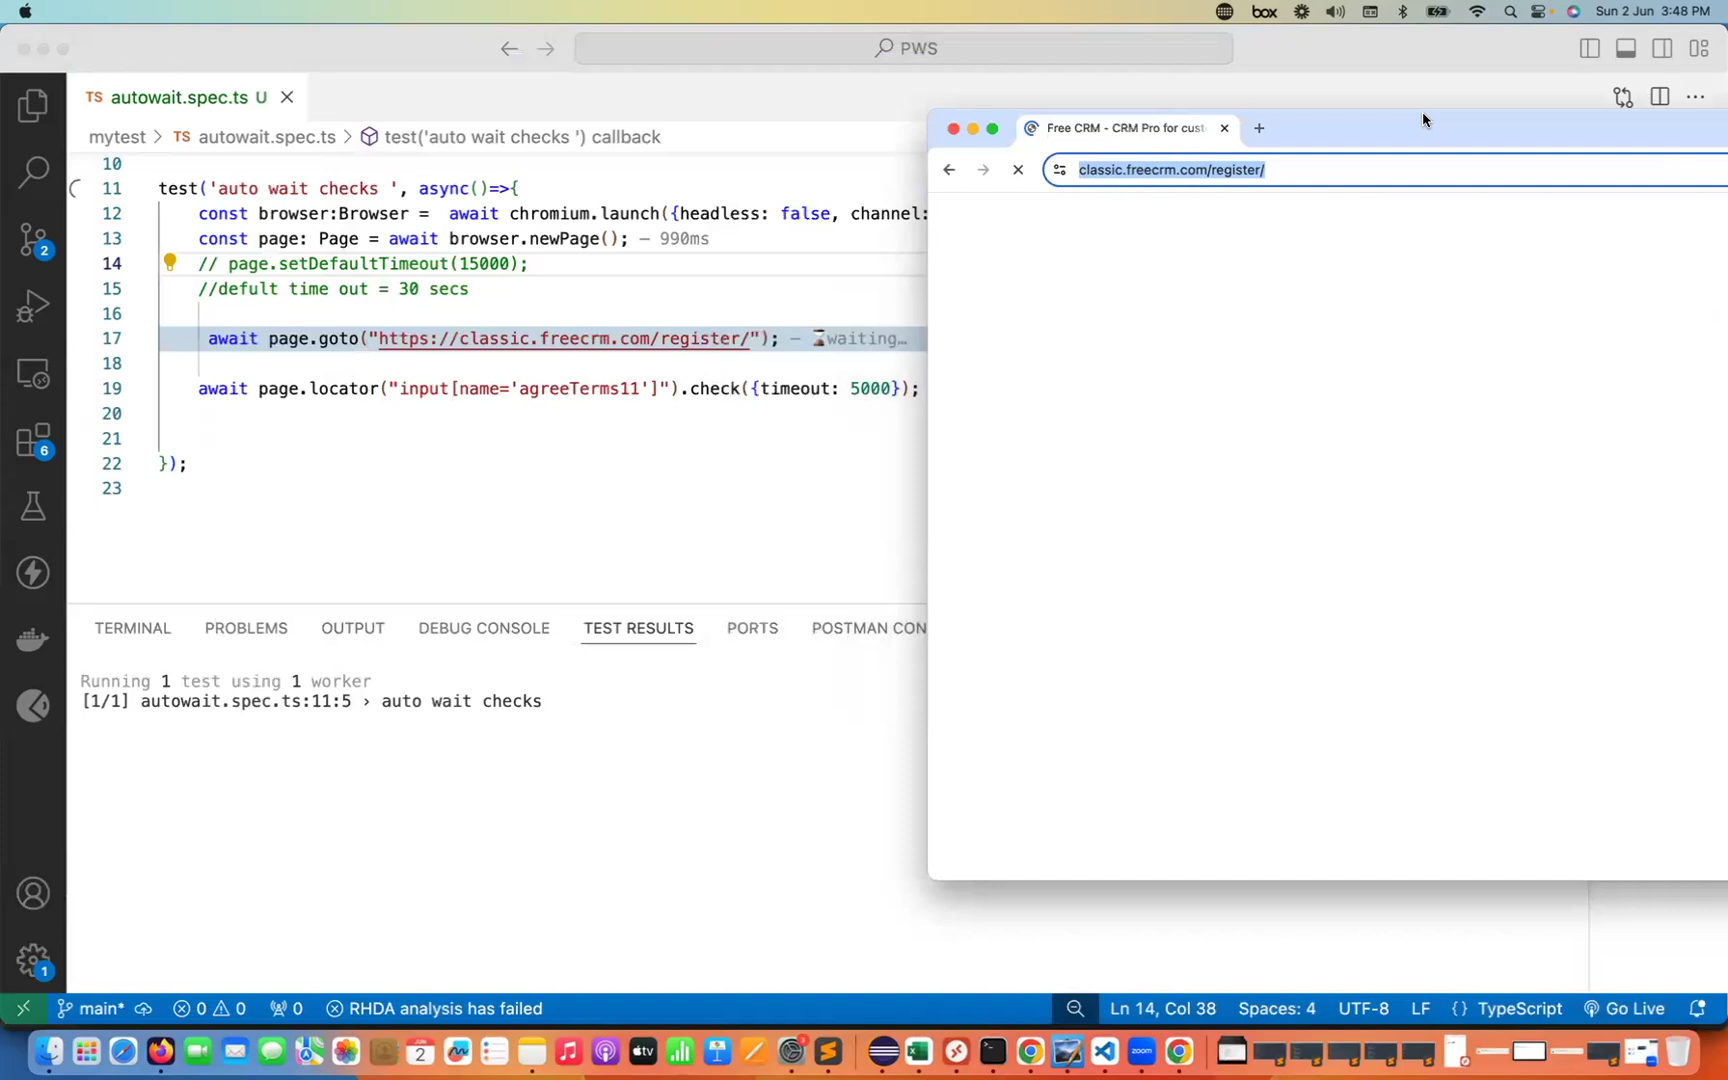 box
Sun 2 Jun 3:48 PM
PWS
TS autowait.spec.ts U
mytest > TS autowait.spec.ts > test('auto wait checks ') callback
10
11 test('auto wait checks ', async()=>{
12 const browser:Browser = await chromium.launch({headless: false, channel:
13 const page: Page = await browser.newPage(); — 990ms
14 // page.setDefaultTimeout(15000);
15 //defult time out = 30 secs
16
17 await page.goto("https://classic.freecrm.com/register/"); — ⌛waiting…
18
19 await page.locator("input[name='agreeTerms11']").check({timeout: 5000});
20
21
22 });
23
Free CRM - CRM Pro for cust
classic.freecrm.com/register/
2
6
1
TERMINAL PROBLEMS OUTPUT DEBUG CONSOLE TEST RESULTS PORTS POSTMAN CON
Running 1 test using 1 worker
[1/1] autowait.spec.ts:11:5 › auto wait checks
main* 0 0 0 RHDA analysis has failed
Ln 14, Col 38 Spaces: 4 UTF-8 LF {} TypeScript Go Live
2
tv
zoom